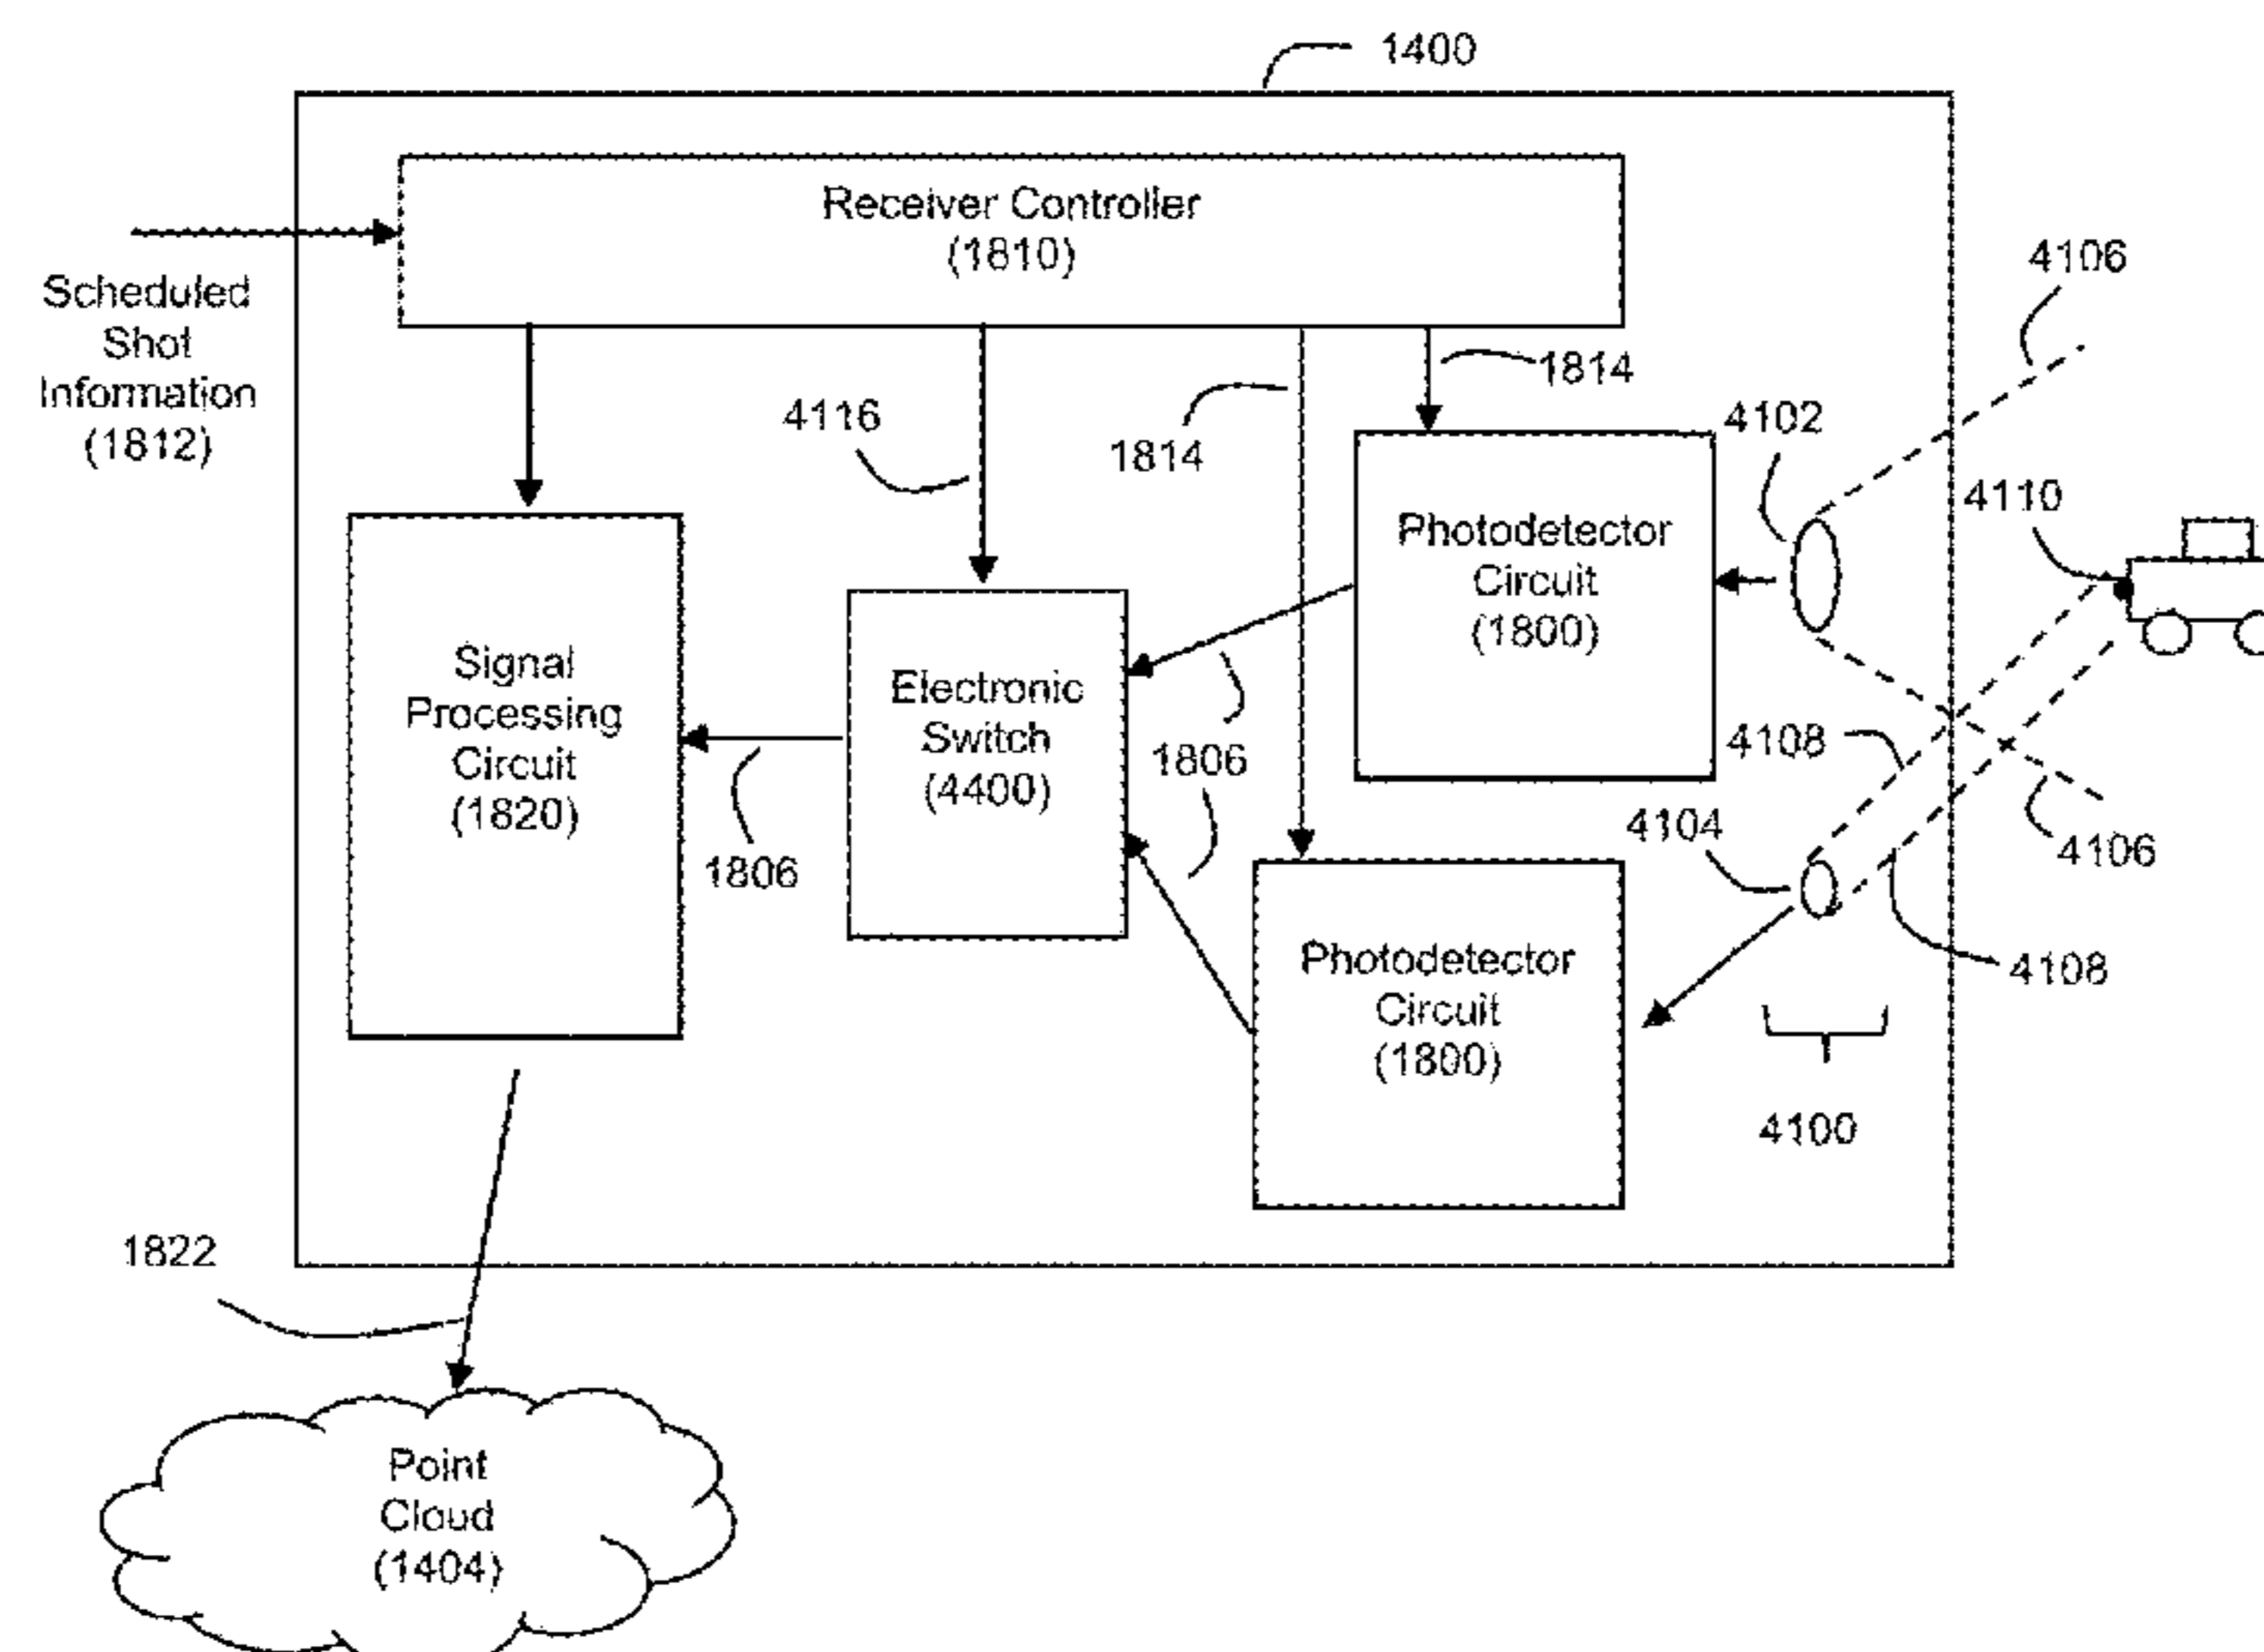 1400
Receiver Controller
(1810)
Scheduled
Shot
Information
(1812)
4106
1814
4116
1814
4102
4110
Photodetector
Circuit
(1800)
Signal
Processing
Circuit
(1820)
Electronic
Switch
(4400)
1806
1806
4108
4104
4106
Photodetector
Circuit
(1800)
4108
4100
1822
Point
Cloud
(1404)